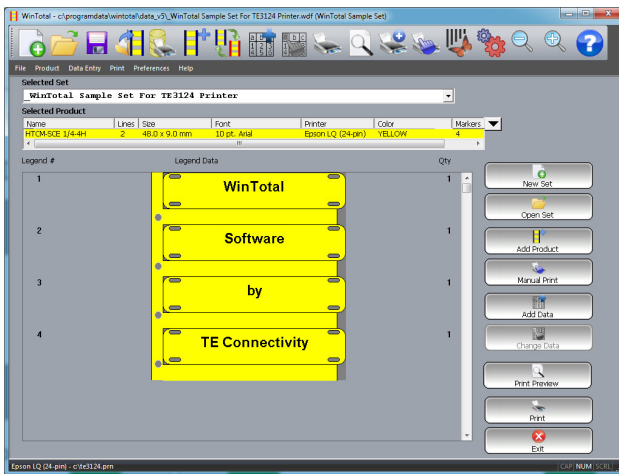 WinTotal - c:\programdata\wintotal\data_v5\_WinTotal Sample Set For TE3124 Printer.wdf (WinTotal Sample Set)
File Product Data Entry Print Preferences Help
Selected Set
_WinTotal Sample Set For TE3124 Printer
Selected Product
Name Lines Size Font Printer Color Markers
HTCM-SCE 1/4-4H 2 48.0 x 9.0 mm 10 pt. Arial Epson LQ (24-pin) YELLOW 4
Legend # Legend Data Qty
1 WinTotal 1
2 Software 1
3 by 1
4 TE Connectivity 1
New Set
Open Set
Add Product
Manual Print
Add Data
Change Data
Print Preview
Print
Exit
Epson LQ (24-pin) - c:\te3124.prn CAP NUM SCRL